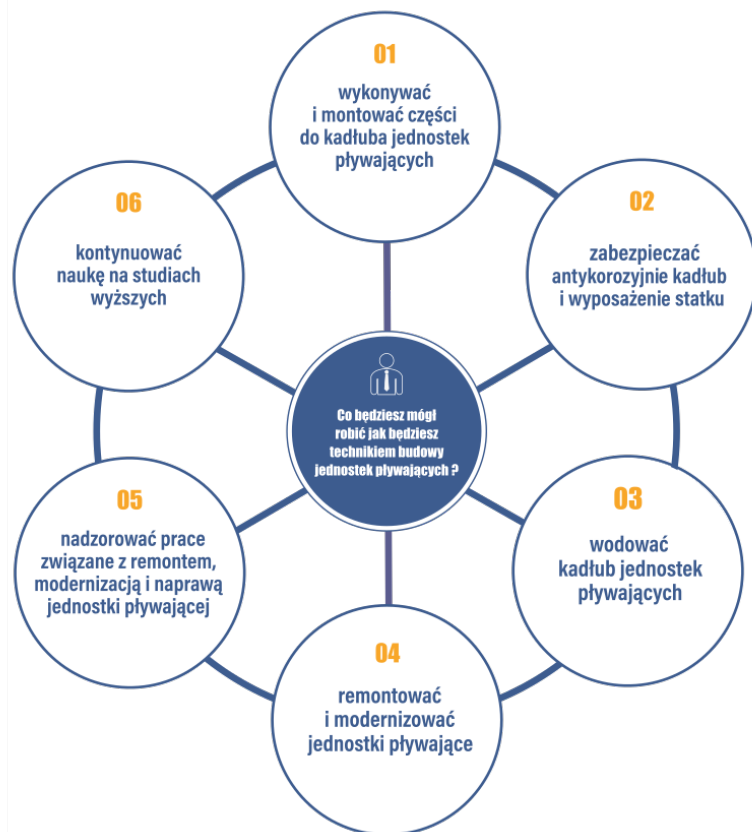 01
wykonywać
i montować części
do kadłuba jednostek
pływających
02
zabezpieczać
antykorozyjnie kadłub
i wyposażenie statku
03
wodować
kadłub jednostek
pływających
04
remontować
i modernizować
jednostki pływające
05
nadzorować prace
związane z remontem,
modernizacją i naprawą
jednostki pływającej
06
kontynuować
naukę na studiach
wyższych
Co będziesz mógł
robić jak będziesz
technikiem budowy
jednostek pływających ?